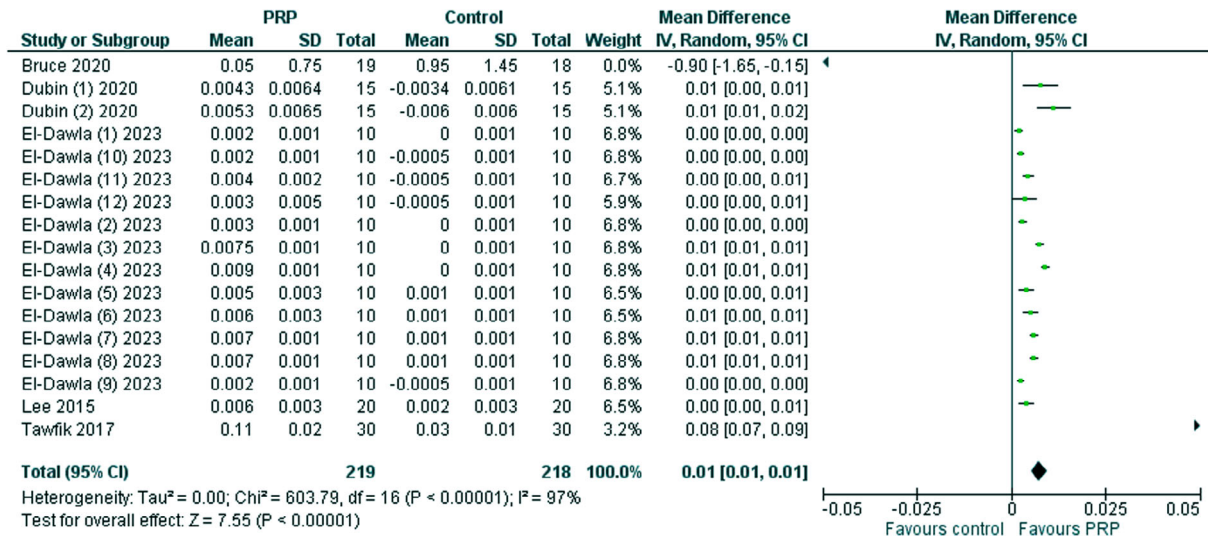 PRP Control Mean Difference Mean Difference
Study or Subgroup Mean SD Total Mean SD Total Weight IV, Random, 95% CI IV, Random, 95% CI
Bruce 2020 0.05 0.75 19 0.95 1.45 18 0.0% -0.90 [-1.65, -0.15]
Dubin (1) 2020 0.0043 0.0064 15 -0.0034 0.0061 15 5.1% 0.01 [0.00, 0.01]
Dubin (2) 2020 0.0053 0.0065 15 -0.006 0.006 15 5.1% 0.01 [0.01, 0.02]
El-Dawla (1) 2023 0.002 0.001 10 0 0.001 10 6.8% 0.00 [0.00, 0.00]
El-Dawla (10) 2023 0.002 0.001 10 -0.0005 0.001 10 6.8% 0.00 [0.00, 0.00]
El-Dawla (11) 2023 0.004 0.002 10 -0.0005 0.001 10 6.7% 0.00 [0.00, 0.01]
El-Dawla (12) 2023 0.003 0.005 10 -0.0005 0.001 10 5.9% 0.00 [0.00, 0.01]
El-Dawla (2) 2023 0.003 0.001 10 0 0.001 10 6.8% 0.00 [0.00, 0.00]
El-Dawla (3) 2023 0.0075 0.001 10 0 0.001 10 6.8% 0.01 [0.01, 0.01]
El-Dawla (4) 2023 0.009 0.001 10 0 0.001 10 6.8% 0.01 [0.01, 0.01]
El-Dawla (5) 2023 0.005 0.003 10 0.001 0.001 10 6.5% 0.00 [0.00, 0.01]
El-Dawla (6) 2023 0.006 0.003 10 0.001 0.001 10 6.5% 0.01 [0.00, 0.01]
El-Dawla (7) 2023 0.007 0.001 10 0.001 0.001 10 6.8% 0.01 [0.01, 0.01]
El-Dawla (8) 2023 0.007 0.001 10 0.001 0.001 10 6.8% 0.01 [0.01, 0.01]
El-Dawla (9) 2023 0.002 0.001 10 -0.0005 0.001 10 6.8% 0.00 [0.00, 0.00]
Lee 2015 0.006 0.003 20 0.002 0.003 20 6.5% 0.00 [0.00, 0.01]
Tawfik 2017 0.11 0.02 30 0.03 0.01 30 3.2% 0.08 [0.07, 0.09]
Total (95% CI) 219 218 100.0% 0.01 [0.01, 0.01]
Heterogeneity: Tau² = 0.00; Chi² = 603.79, df = 16 (P < 0.00001); I² = 97%
Test for overall effect: Z = 7.55 (P < 0.00001)
-0.05 -0.025 0 0.025 0.05
Favours control Favours PRP